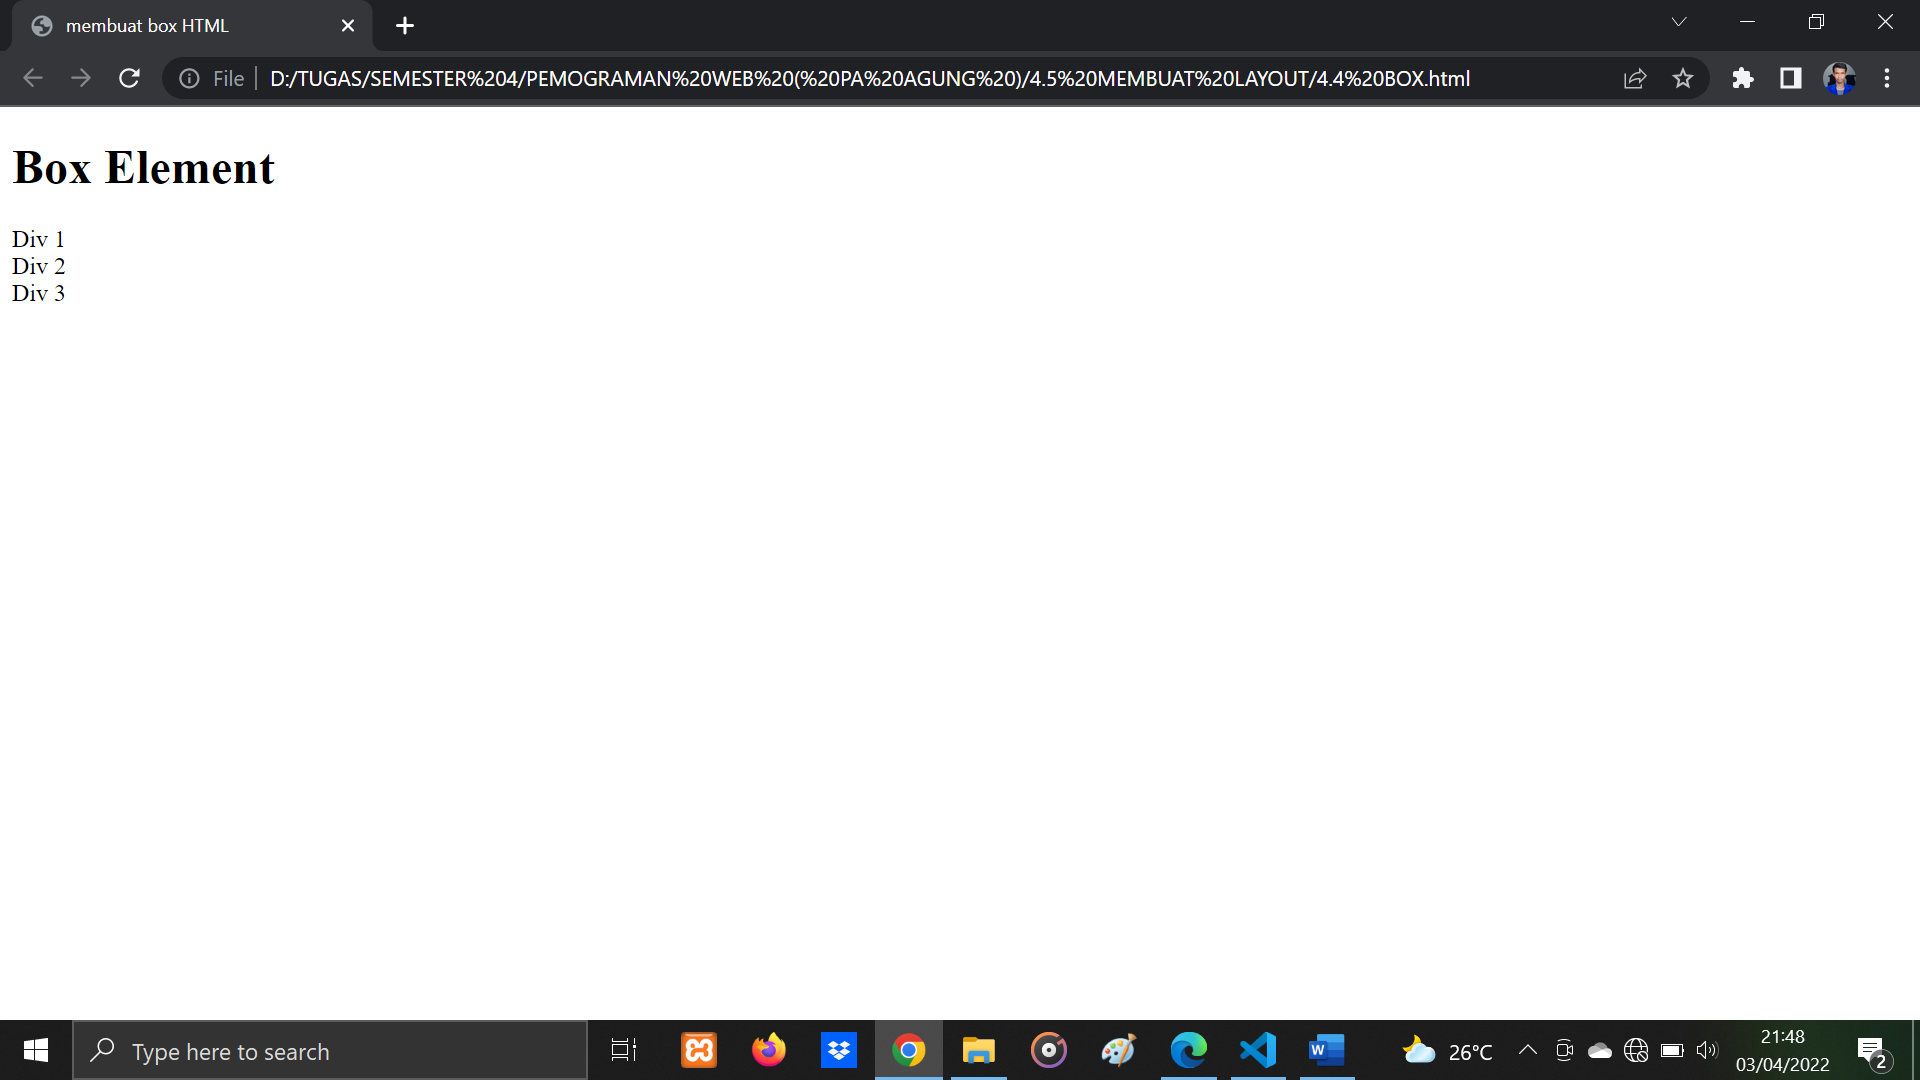 membuat box HTML
File D:/TUGAS/SEMESTER%204/PEMOGRAMAN%20WEB%20(%20PA%20AGUNG%20)/4.5%20MEMBUAT%20LAYOUT/4.4%20BOX.html
Box Element
Div 1
Div 2
Div 3
Type here to search
W
26°C
21:48
03/04/2022
2